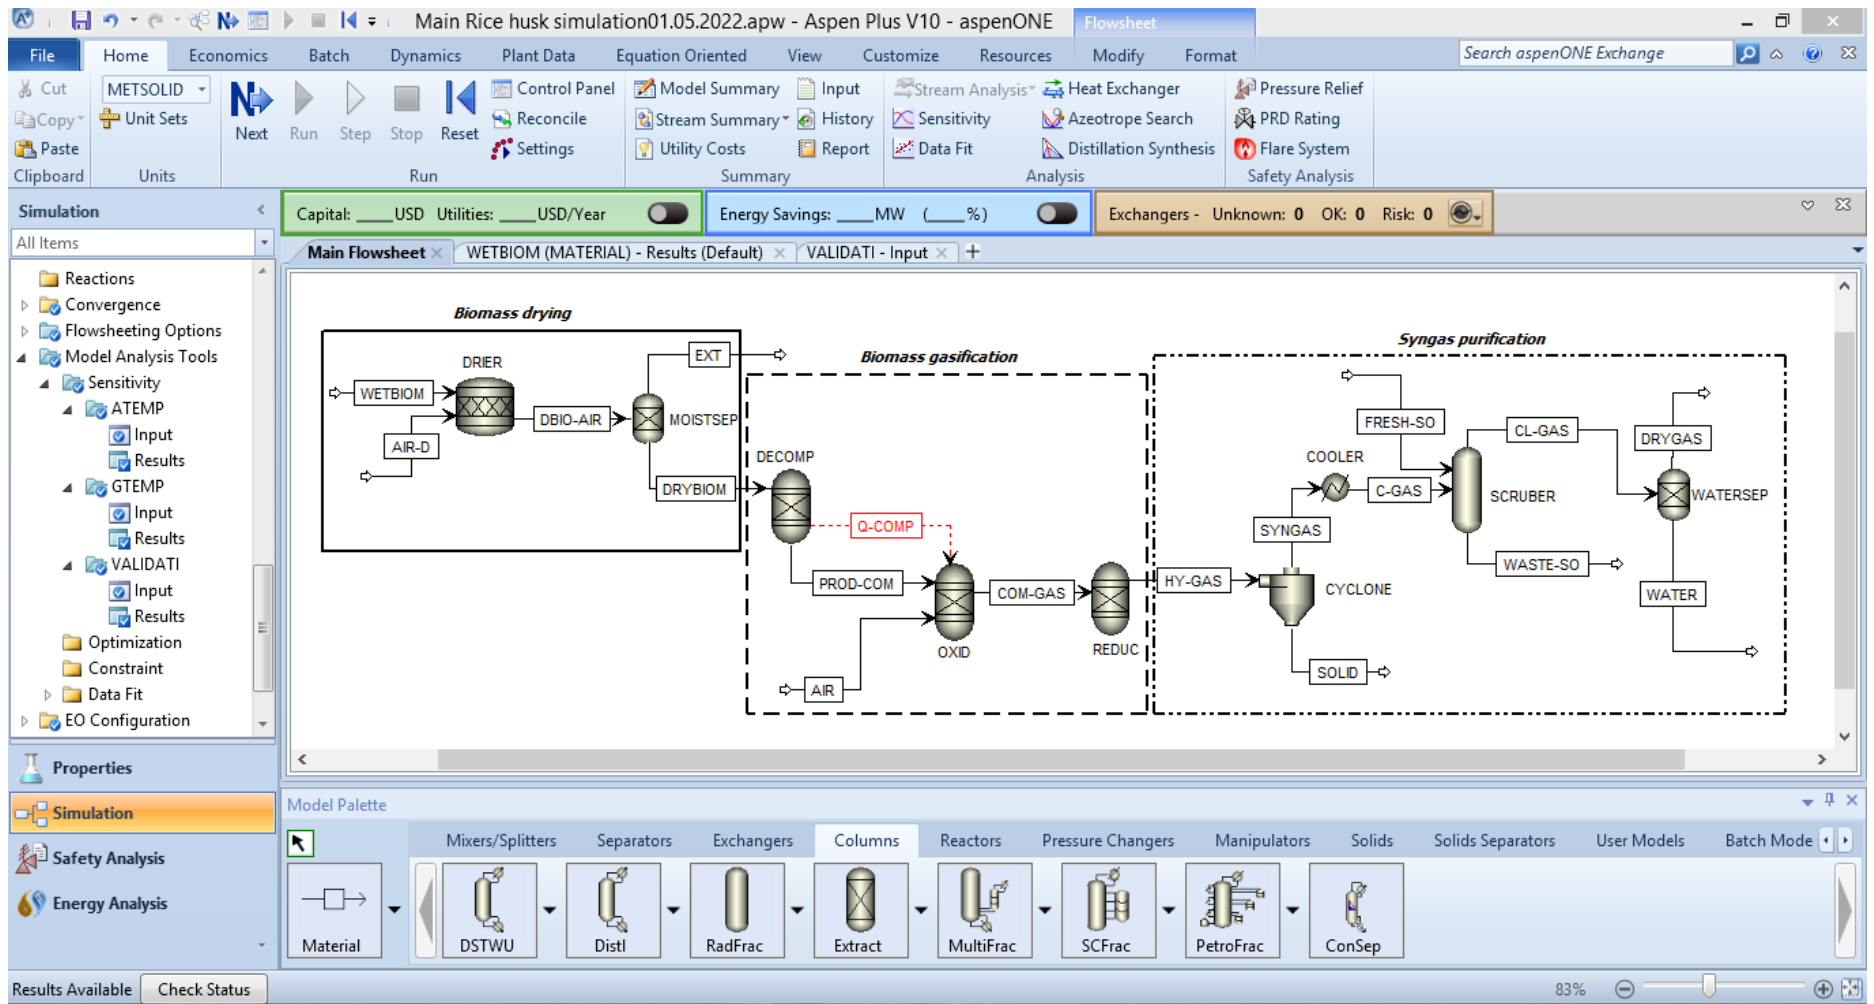 Main Rice husk simulation01.05.2022.apw - Aspen Plus V10 - aspenONE
Flowsheet
File Home Economics Batch Dynamics Plant Data Equation Oriented View Customize Resources Modify Format
Search aspenONE Exchange
Cut
Copy
Paste
Clipboard
METSOLID
Unit Sets
Units
Next
Run
Step
Stop
Reset
Control Panel
Reconcile
Settings
Run
Model Summary
Input
Stream Summary
History
Utility Costs
Report
Summary
Stream Analysis
Heat Exchanger
Sensitivity
Azeotrope Search
Data Fit
Distillation Synthesis
Analysis
Pressure Relief
PRD Rating
Flare System
Safety Analysis
Capital: ____USD Utilities: ____USD/Year
Energy Savings: ____MW (____%)
Exchangers - Unknown: 0 OK: 0 Risk: 0
Simulation
All Items
Reactions
Convergence
Flowsheeting Options
Model Analysis Tools
Sensitivity
ATEMP
Input
Results
GTEMP
Input
Results
VALIDATI
Input
Results
Optimization
Constraint
Data Fit
EO Configuration
Properties
Simulation
Safety Analysis
Energy Analysis
Main Flowsheet
WETBIOM (MATERIAL) - Results (Default)
VALIDATI - Input
Biomass drying
DRIER
EXT
WETBIOM
DBIO-AIR
MOISTSEP
AIR-D
DRYBIOM
Biomass gasification
DECOMP
Q-COMP
PROD-COM
COM-GAS
OXID
REDUC
AIR
Syngas purification
FRESH-SO
CL-GAS
DRYGAS
COOLER
C-GAS
SCRUBER
WATERSEP
SYNGAS
WASTE-SO
HY-GAS
CYCLONE
WATER
SOLID
Model Palette
Mixers/Splitters Separators Exchangers Columns Reactors Pressure Changers Manipulators Solids Solids Separators User Models Batch Mode
Material
DSTWU
Distl
RadFrac
Extract
MultiFrac
SCFrac
PetroFrac
ConSep
Results Available
Check Status
83%